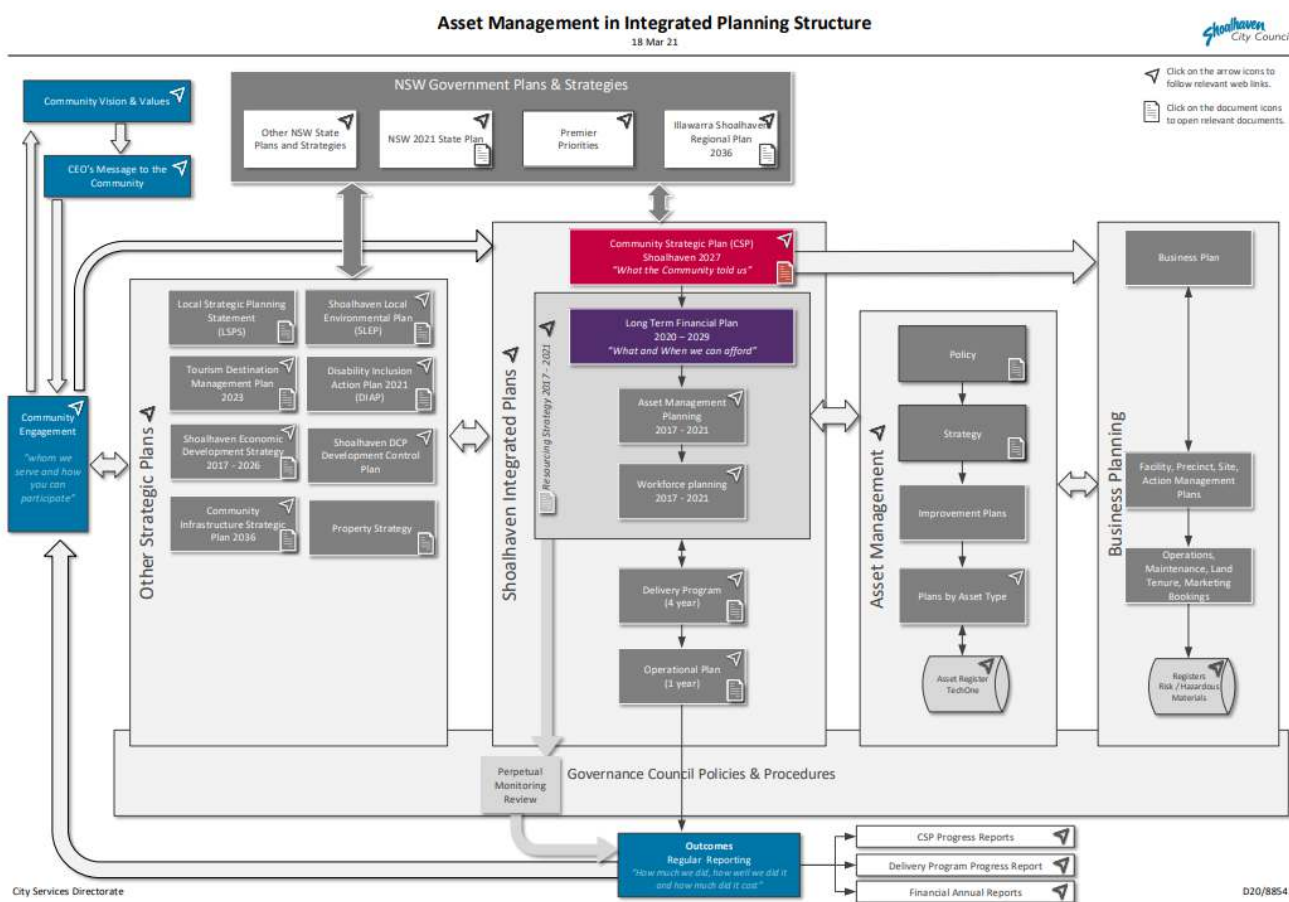 Asset Management in Integrated Planning Structure
18 Mar 21
Shoalhaven
City Council
Click on the arrow icons to
follow relevant web links.
Click on the document icons
to open relevant documents.
Community Vision & Values
CEO's Message to the
Community
NSW Government Plans & Strategies
Other NSW State
Plans and Strategies
NSW 2021 State Plan
Premier
Priorities
Illawarra Shoalhaven
Regional Plan
2036
Community
Engagement
"whom we
serve and how
you can
participate"
Other Strategic Plans
Local Strategic Planning
Statement
(LSPS)
Shoalhaven Local
Environmental Plan
(SLEP)
Tourism Destination
Management Plan
2023
Disability Inclusion
Action Plan 2021
(DIAP)
Shoalhaven Economic
Development Strategy
2017 - 2026
Shoalhaven DCP
Development Control
Plan
Community
Infrastructure Strategic
Plan 2036
Property Strategy
Shoalhaven Integrated Plans
Community Strategic Plan (CSP)
Shoalhaven 2027
"What the Community told us"
Resourcing Strategy 2017 - 2021
Long Term Financial Plan
2020 – 2029
"What and When we can afford"
Asset Management
Planning
2017 - 2021
Workforce planning
2017 - 2021
Delivery Program
(4 year)
Operational Plan
(1 year)
Asset Management
Policy
Strategy
Improvement Plans
Plans by Asset Type
Asset Register
TechOne
Business Planning
Business Plan
Facility, Precinct, Site,
Action Management
Plans
Operations,
Maintenance, Land
Tenure, Marketing
Bookings
Registers
Risk / Hazardous
Materials
Perpetual
Monitoring
Review
Governance Council Policies & Procedures
Outcomes
Regular Reporting
"How much we did, how well we did it
and how much did it cost"
CSP Progress Reports
Delivery Program Progress Report
Financial Annual Reports
City Services Directorate
D20/8854